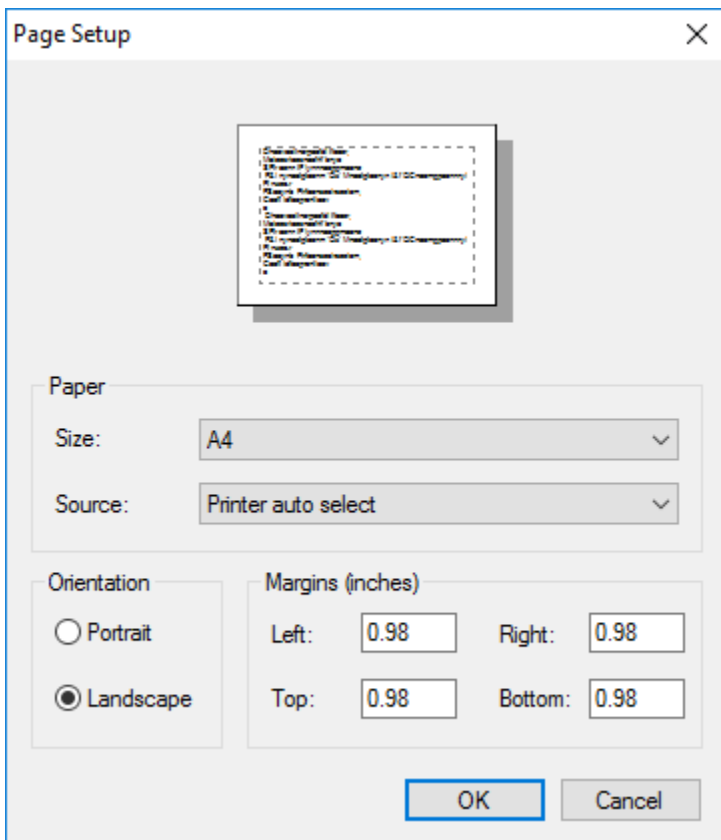 Page Setup
Paper
Size: A4
Source: Printer auto select
Orientation
Portrait
Landscape
Margins (inches)
Left: 0.98 Right: 0.98
Top: 0.98 Bottom: 0.98
OK Cancel